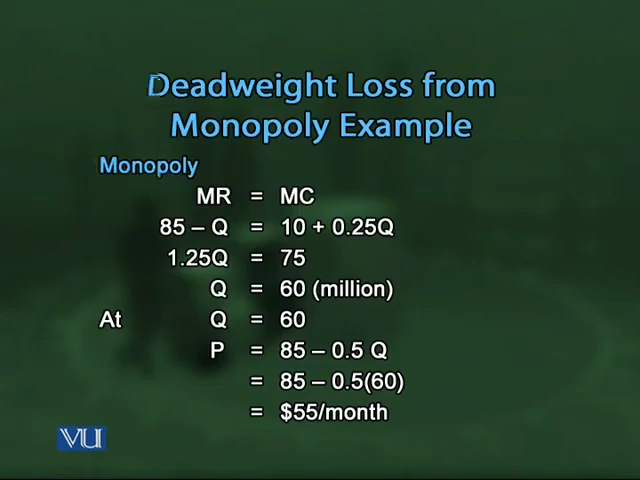 Deadweight Loss from
Monopoly Example
Monopoly
MR = MC
85 – Q = 10 + 0.25Q
1.25Q = 75
Q = 60 (million)
At Q = 60
P = 85 – 0.5 Q
= 85 – 0.5(60)
= $55/month
VU